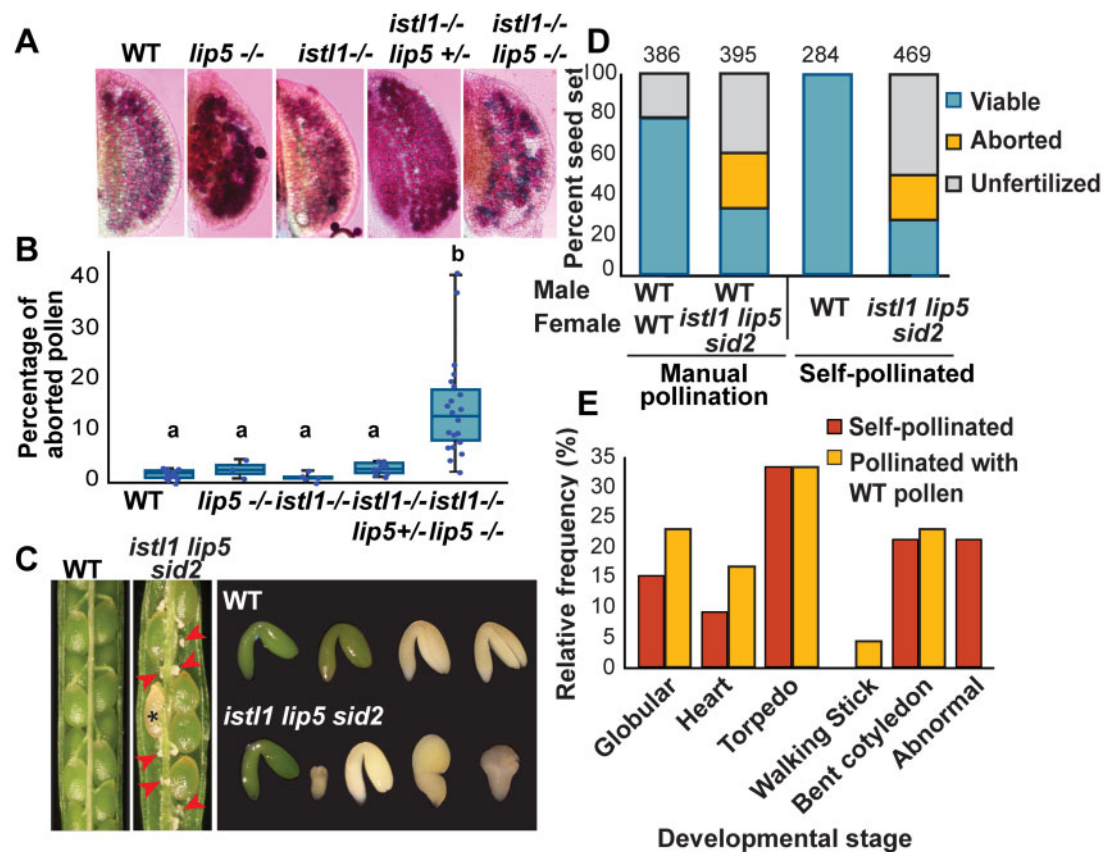 A
WT
lip5 -/-
istl1-/-
istl1-/-
lip5 +/-
istl1-/-
lip5 -/-
B
Percentage of
aborted pollen
40
30
20
10
0
a
a
a
a
b
WT
lip5 -/-
istl1-/-
istl1-/-
lip5+/-
istl1-/-
lip5 -/-
C
WT
istl1 lip5
sid2
*
WT
istl1 lip5 sid2
D
386
395
284
469
Percent seed set
100
80
60
40
20
0
Viable
Aborted
Unfertilized
Male
WT
WT
Female
WT
istl1 lip5
sid2
WT
istl1 lip5
sid2
Manual
pollination
Self-pollinated
E
Self-pollinated
Pollinated with
WT pollen
Relative frequency (%)
35
30
25
20
15
10
5
0
Globular
Heart
Torpedo
Walking Stick
Bent cotyledon
Abnormal
Developmental stage